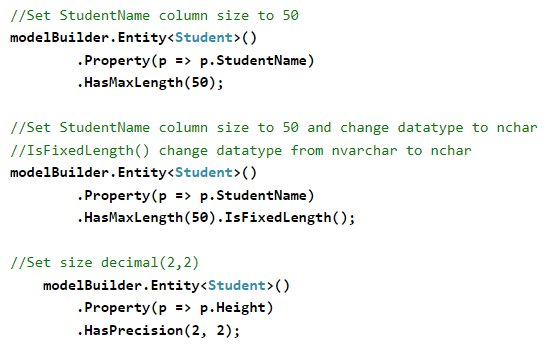 //Set StudentName column size to 50
modelBuilder.Entity<Student>()
.Property(p => p.StudentName)
.HasMaxLength(50);
//Set StudentName column size to 50 and change datatype to nchar
//IsFixedLength() change datatype from nvarchar to nchar
modelBuilder.Entity<Student>()
.Property(p => p.StudentName)
.HasMaxLength(50).IsFixedLength();
//Set size decimal(2,2)
modelBuilder.Entity<Student>()
.Property(p => p.Height)
.HasPrecision(2, 2);